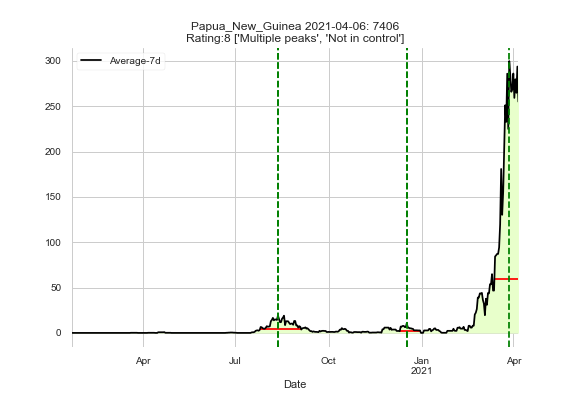 Papua_New_Guinea 2021-04-06: 7406
Rating:8 ['Multiple peaks', 'Not in control']
Average-7d
300
250
200
150
100
50
0
Apr Jul Oct Jan Apr
2021
Date